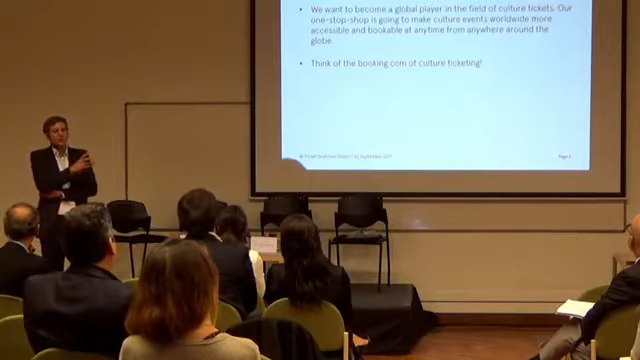 • We want to become a global player in the field of culture tickets. Our
one-stop-shop is going to make culture events worldwide more
accessible and bookable at anytime from anywhere around the
globe.
• Think of the booking.com of culture ticketing!
Page